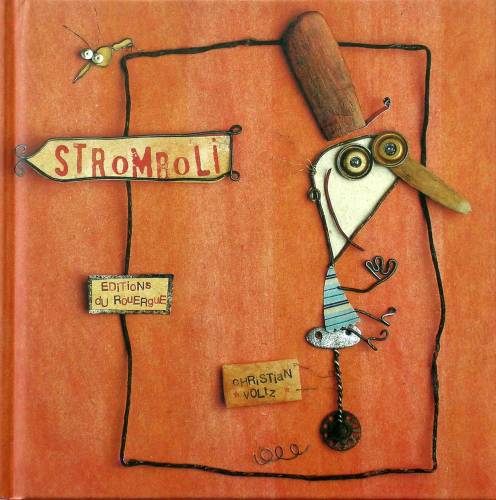 STROMBOLI
EDITIONS
DU ROUERGUE
CHRISTIAN
VOLTZ